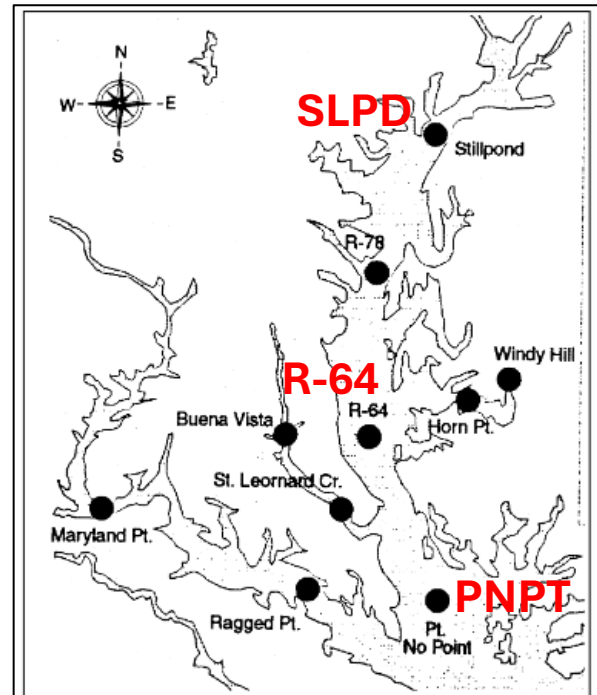 N
W
E
S
SLPD
Stillpond
R-78
Windy Hill
R-64
R-64
Buena Vista
Horn Pt.
St. Leornard Cr.
Maryland Pt.
PNPT
Ragged Pt.
Pt.
No Point